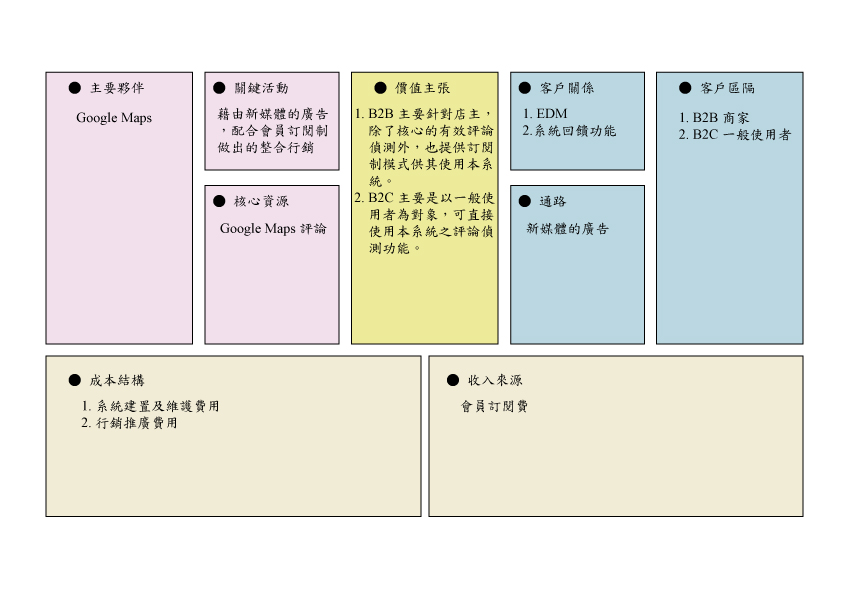 ● 主要夥伴
Google Maps
● 關鍵活動
藉由新媒體的廣告
，配合會員訂閱制
做出的整合行銷
● 核心資源
Google Maps 評論
● 價值主張
1. B2B 主要針對店主，
除了核心的有效評論
偵測外，也提供訂閱
制模式供其使用本系
統。
2. B2C 主要是以一般使
用者為對象，可直接
使用本系統之評論偵
測功能。
● 客戶關係
1. EDM
2.系統回饋功能
● 通路
新媒體的廣告
● 客戶區隔
1. B2B 商家
2. B2C 一般使用者
● 成本結構
1. 系統建置及維護費用
2. 行銷推廣費用
● 收入來源
會員訂閱費